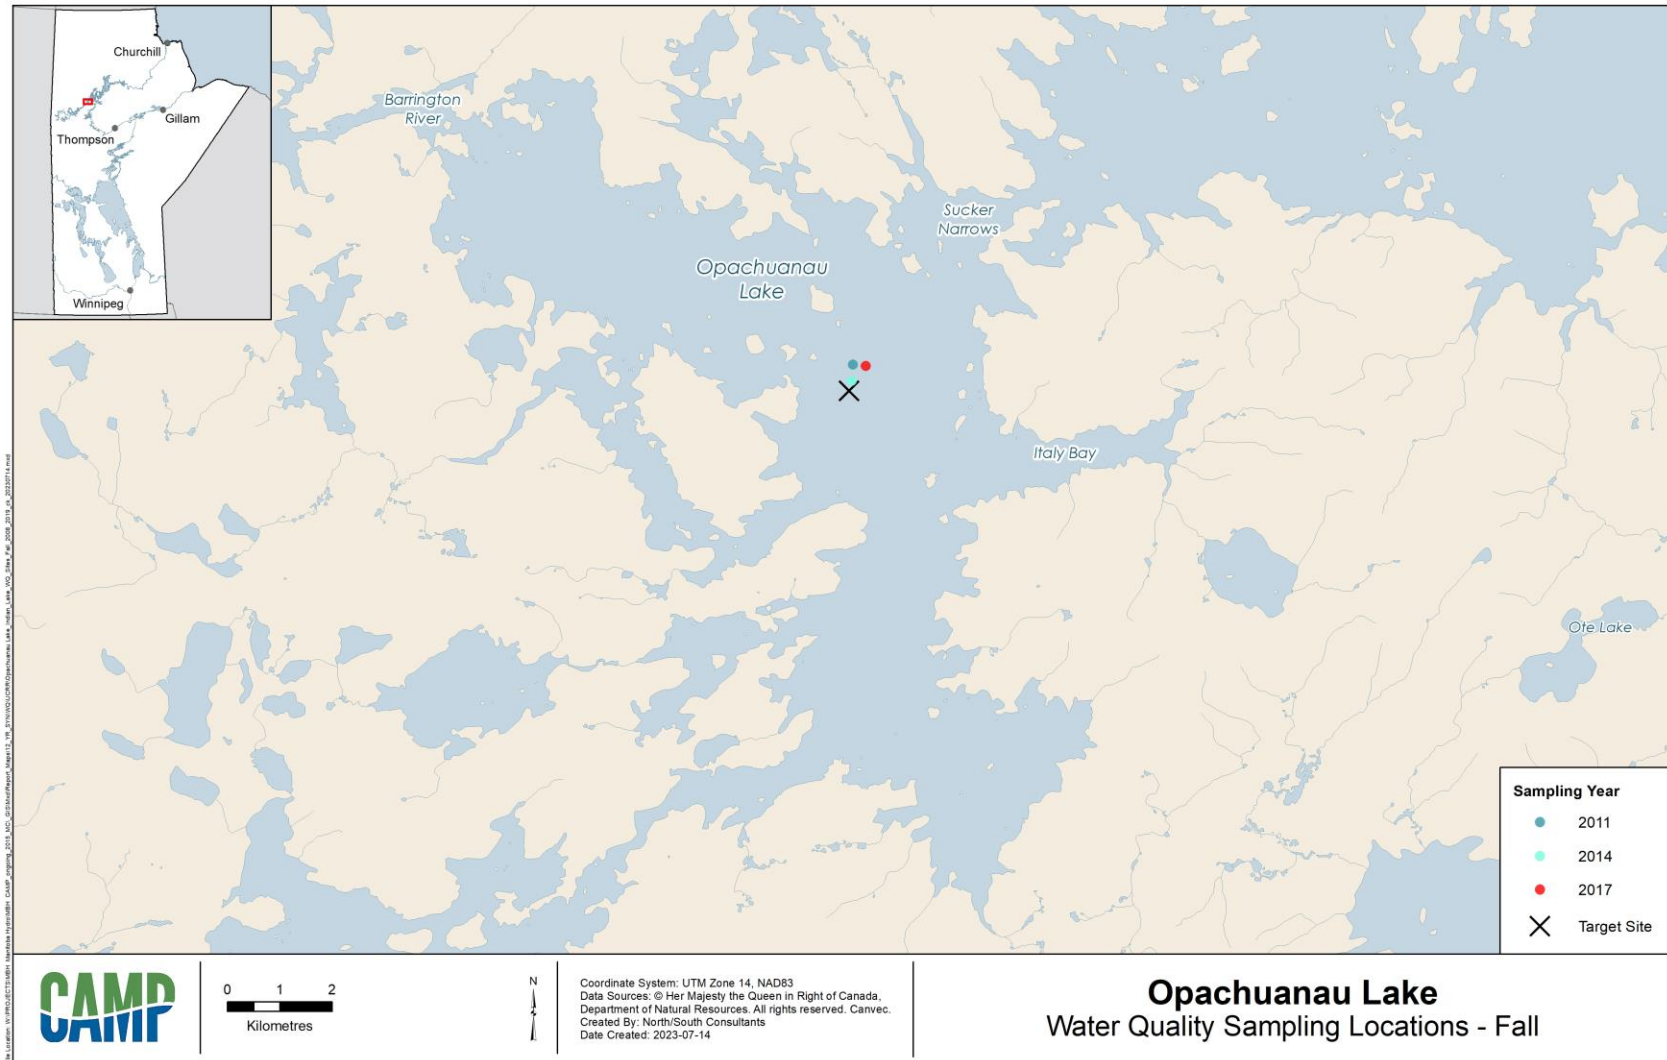 Churchill
Gillam
Thompson
Winnipeg
Barrington
River
Sucker
Narrows
Opachuanau
Lake
Italy Bay
Ote Lake
Sampling Year
2011
2014
2017
Target Site
CAMP
0 1 2
Kilometres
N
Coordinate System: UTM Zone 14, NAD83
Data Sources: © Her Majesty the Queen in Right of Canada,
Department of Natural Resources. All rights reserved. Canvec.
Created By: North/South Consultants
Date Created: 2023-07-14
Opachuanau Lake
Water Quality Sampling Locations - Fall